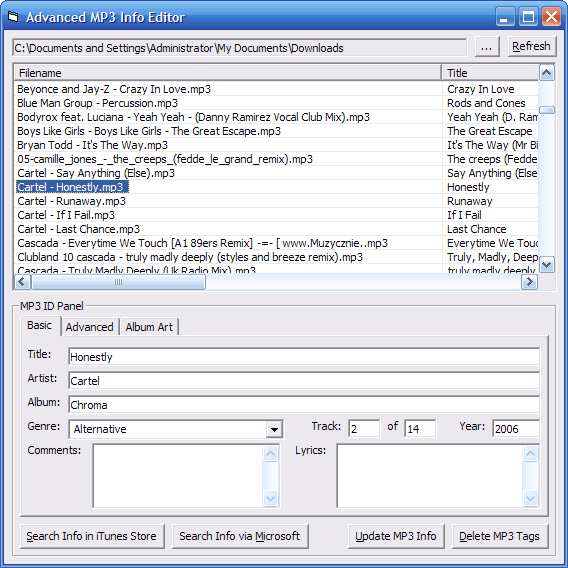 Advanced MP3 Info Editor
C:\Documents and Settings\Administrator\My Documents\Downloads ... Refresh
Filename Title
Beyonce and Jay-Z - Crazy In Love.mp3 Crazy In Love
Blue Man Group - Percussion.mp3 Rods and Cones
Bodyrox feat. Luciana - Yeah Yeah - (Danny Ramirez Vocal Club Mix).mp3 Yeah Yeah (D. Ram
Boys Like Girls - Boys Like Girls - The Great Escape.mp3 The Great Escape
Bryan Todd - It's The Way.mp3 It's The Way (Mr Bi
05-camille_jones_-_the_creeps_(fedde_le_grand_remix).mp3 The creeps (Fedde
Cartel - Say Anything (Else).mp3 Say Anything (Else)
Cartel - Honestly.mp3 Honestly
Cartel - Runaway.mp3 Runaway
Cartel - If I Fail.mp3 If I Fail
Cartel - Last Chance.mp3 Last Chance
Cascada - Everytime We Touch [A1 89ers Remix] -=- [ www.Muzycznie..mp3 Everytime We Touc
Clubland 10 cascada - truly madly deeply (styles and breeze remix).mp3 Truly, Madly, Deepl
Cascada - Truly Madly Deeply (Uk Radio Mix).mp3 truly madly deeply
MP3 ID Panel
Basic Advanced Album Art
Title: Honestly
Artist: Cartel
Album: Chroma
Genre: Alternative Track: 2 of 14 Year: 2006
Comments: Lyrics:
Search Info in iTunes Store Search Info via Microsoft Update MP3 Info Delete MP3 Tags